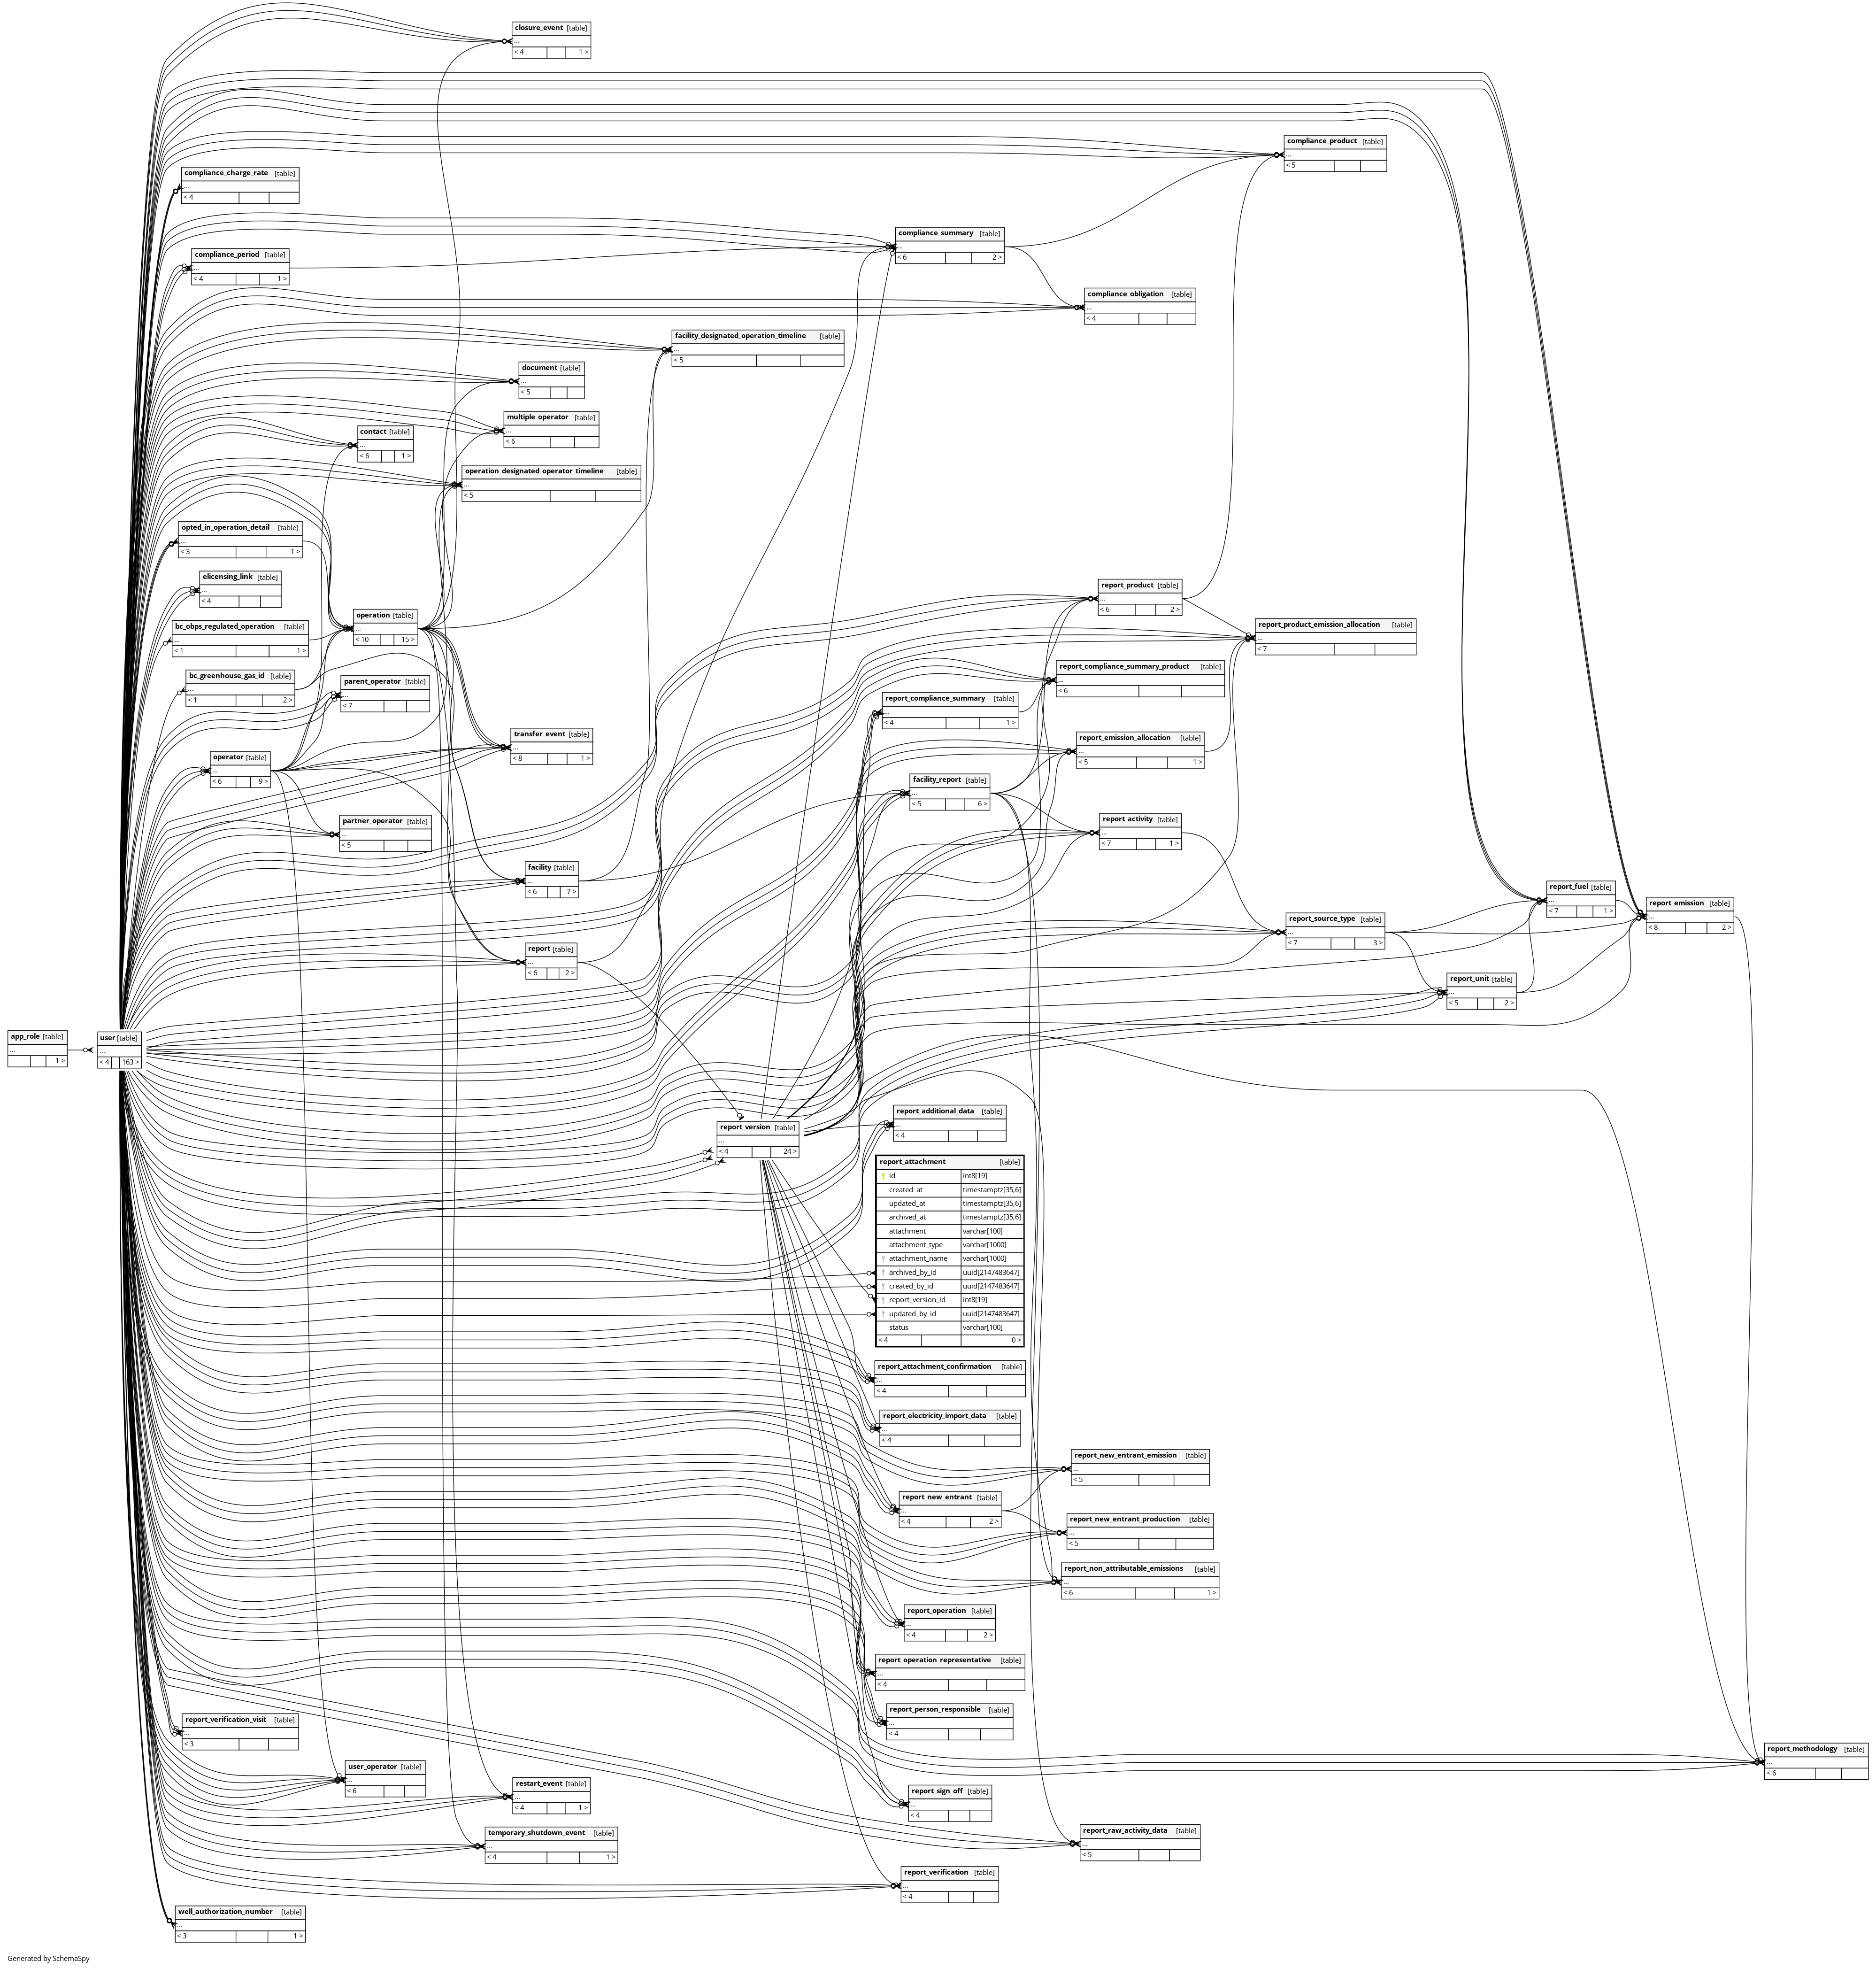 closure_event [table]
...
< 4 1 >
compliance_product [table]
...
< 5
compliance_charge_rate [table]
...
< 4
compliance_summary [table]
...
< 6 2 >
compliance_period [table]
...
< 4 1 >
compliance_obligation [table]
...
< 4
facility_designated_operation_timeline [table]
...
< 5
document [table]
...
< 5
multiple_operator [table]
...
< 6
contact [table]
...
< 6 1 >
operation_designated_operator_timeline [table]
...
< 5
opted_in_operation_detail [table]
...
< 3 1 >
elicensing_link [table]
...
< 4
operation [table]
...
< 10 15 >
bc_obps_regulated_operation [table]
...
< 1 1 >
bc_greenhouse_gas_id [table]
...
< 1 2 >
parent_operator [table]
...
< 7
report_product [table]
...
< 6 2 >
report_product_emission_allocation [table]
...
< 7
report_compliance_summary_product [table]
...
< 6
report_compliance_summary [table]
...
< 4 1 >
transfer_event [table]
...
< 8 1 >
report_emission_allocation [table]
...
< 5 1 >
operator [table]
...
< 6 9 >
facility_report [table]
...
< 5 6 >
partner_operator [table]
...
< 5
report_activity [table]
...
< 7 1 >
facility [table]
...
< 6 7 >
report_fuel [table]
...
< 7 1 >
report_emission [table]
...
< 8 2 >
report_source_type [table]
...
< 7 3 >
report [table]
...
< 6 2 >
report_unit [table]
...
< 5 2 >
app_role [table]
...
1 >
user [table]
...
< 4 163 >
report_version [table]
...
< 4 24 >
report_additional_data [table]
...
< 4
report_attachment [table]
id int8[19]
created_at timestamptz[35,6]
updated_at timestamptz[35,6]
archived_at timestamptz[35,6]
attachment varchar[100]
attachment_type varchar[1000]
attachment_name varchar[1000]
archived_by_id uuid[2147483647]
created_by_id uuid[2147483647]
report_version_id int8[19]
updated_by_id uuid[2147483647]
status varchar[100]
< 4 0 >
report_attachment_confirmation [table]
...
< 4
report_electricity_import_data [table]
...
< 4
report_new_entrant_emission [table]
...
< 5
report_new_entrant [table]
...
< 4 2 >
report_new_entrant_production [table]
...
< 5
report_non_attributable_emissions [table]
...
< 6 1 >
report_operation [table]
...
< 4 2 >
report_operation_representative [table]
...
< 4
report_person_responsible [table]
...
< 4
report_verification_visit [table]
...
< 3
report_methodology [table]
...
< 6
user_operator [table]
...
< 6
restart_event [table]
...
< 4 1 >
report_sign_off [table]
...
< 4
temporary_shutdown_event [table]
...
< 4 1 >
report_raw_activity_data [table]
...
< 5
report_verification [table]
...
< 4
well_authorization_number [table]
...
< 3 1 >
Generated by SchemaSpy